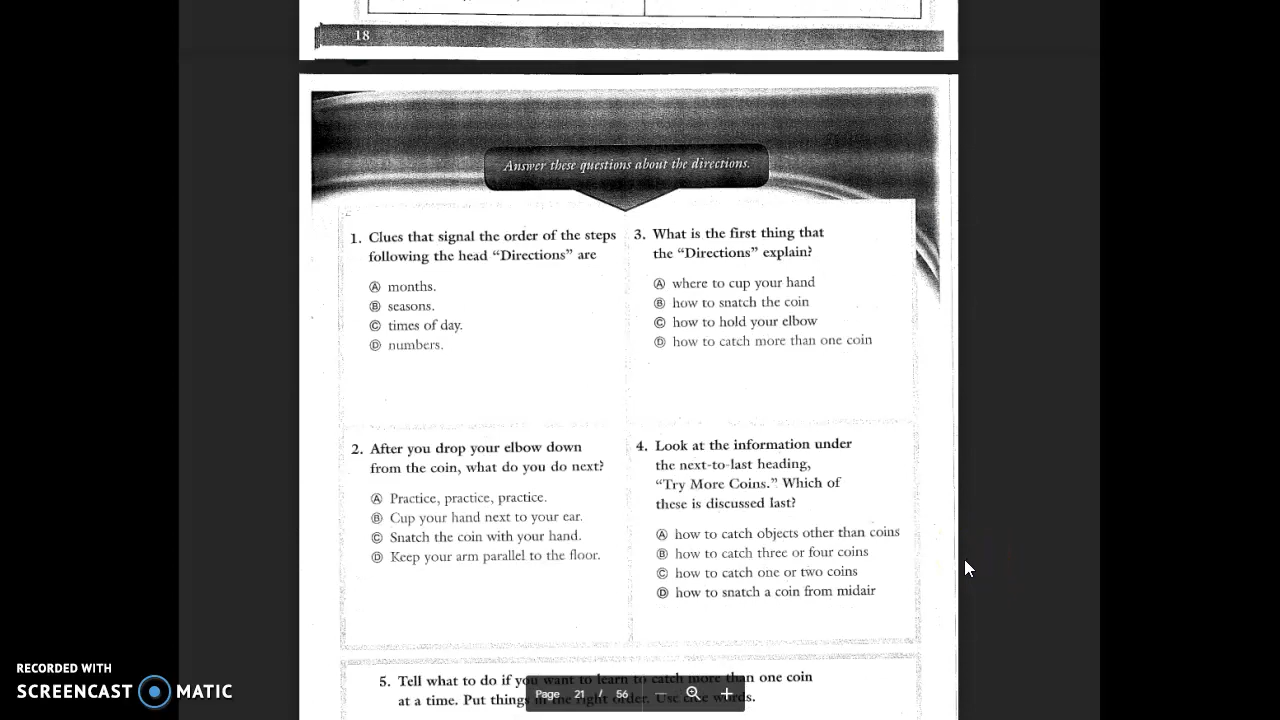 18
Answer these questions about the directions.
1. Clues that signal the order of the steps
following the head “Directions” are
Ⓐ months.
Ⓑ seasons.
Ⓒ times of day.
Ⓓ numbers.
2. After you drop your elbow down
from the coin, what do you do next?
Ⓐ Practice, practice, practice.
Ⓑ Cup your hand next to your ear.
Ⓒ Snatch the coin with your hand.
Ⓓ Keep your arm parallel to the floor.
3. What is the first thing that
the “Directions” explain?
Ⓐ where to cup your hand
Ⓑ how to snatch the coin
Ⓒ how to hold your elbow
Ⓓ how to catch more than one coin
4. Look at the information under
the next-to-last heading,
“Try More Coins.” Which of
these is discussed last?
Ⓐ how to catch objects other than coins
Ⓑ how to catch three or four coins
Ⓒ how to catch one or two coins
Ⓓ how to snatch a coin from midair
5. Tell what to do if you want to learn to catch more than one coin
at a time. Put things in the right order. Use clue words.
Page 21 / 56
RECORDED WITH
SCREENCAST MATIC